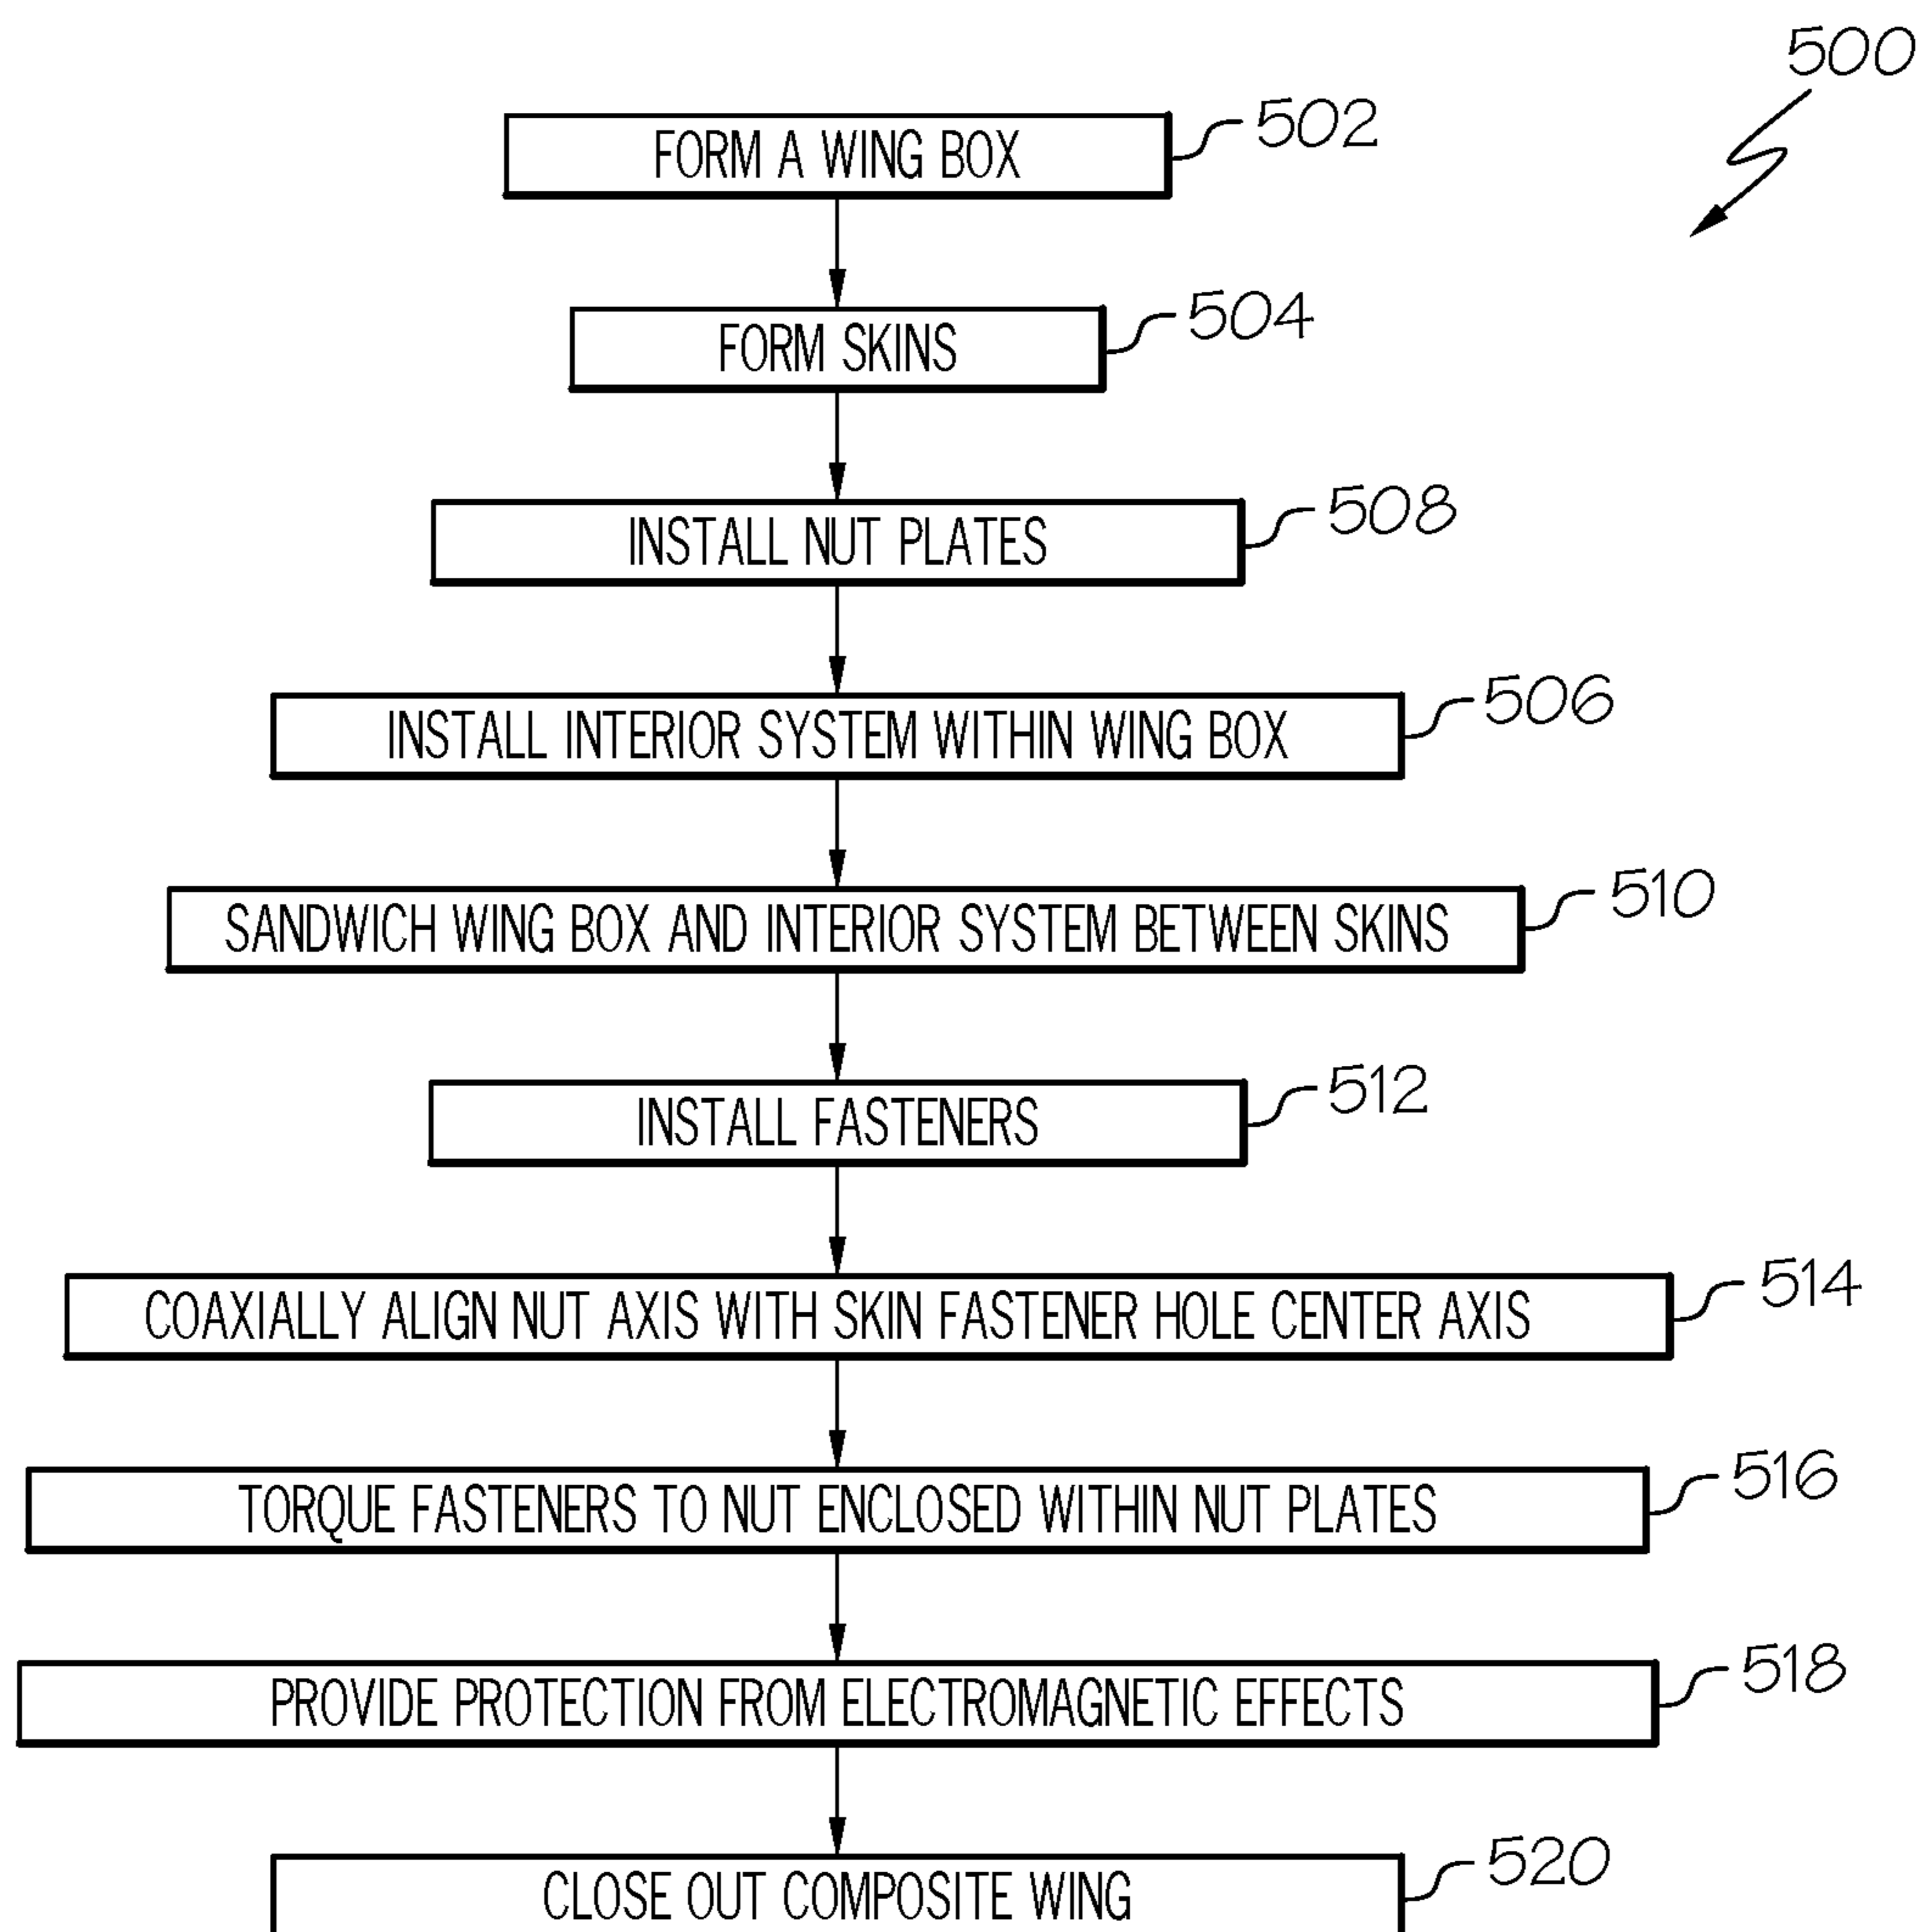 500
FORM A WING BOX 502
FORM SKINS 504
INSTALL NUT PLATES 508
INSTALL INTERIOR SYSTEM WITHIN WING BOX 506
SANDWICH WING BOX AND INTERIOR SYSTEM BETWEEN SKINS 510
INSTALL FASTENERS 512
COAXIALLY ALIGN NUT AXIS WITH SKIN FASTENER HOLE CENTER AXIS 514
TORQUE FASTENERS TO NUT ENCLOSED WITHIN NUT PLATES 516
PROVIDE PROTECTION FROM ELECTROMAGNETIC EFFECTS 518
CLOSE OUT COMPOSITE WING 520